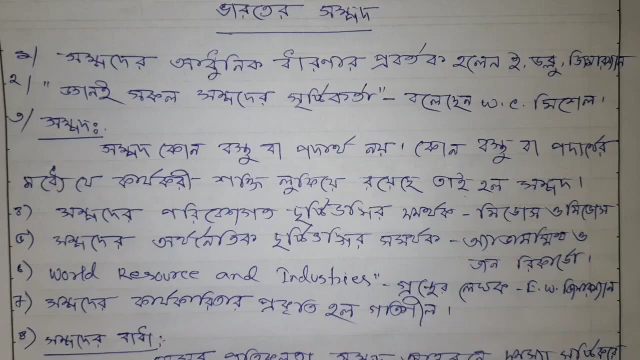 ভারতের সম্পদ
১| সম্পদের আধুনিক ধারণার প্রবর্তক হলেন ই. ডব্লু. জিমারম্যান
২| "জ্ঞানই সকল সম্পদের সৃষ্টিকর্তা" – বলেছেন W. C. মিশেল।
৩) সম্পদ:
সম্পদ কোন বস্তু বা পদার্থ নয়। কোন বস্তু বা পদার্থের
মধ্যে যে কার্যকরী শক্তি লুকিয়ে রয়েছে তাই হল সম্পদ।
৪) সম্পদের পরিবেশগত দৃষ্টিভঙ্গির সমর্থক – মিডোস ও মিডোস
৫) সম্পদের অর্থনৈতিক দৃষ্টিভঙ্গির সমর্থক – অ্যাডামস্মিথ ও
ডেভিড রিকার্ডো।
৬) World Resource and Industries" – গ্রন্থের লেখক – E. W. জিমারম্যান
৭) সম্পদের কার্যকারিতার প্রকৃতি হল গতিশীল।
৮) সম্পদের বাধা: